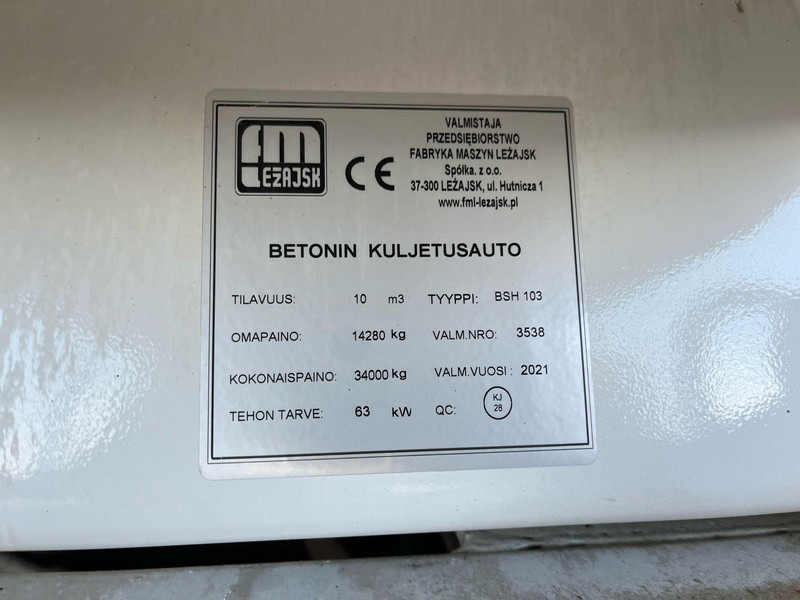 fm
LEŻAJSK
CE
VALMISTAJA
PRZEDSIĘBIORSTWO
FABRYKA MASZYN LEŻAJSK
Spółka. z o.o.
37-300 LEŻAJSK, ul. Hutnicza 1
www.fml-lezajsk.pl
BETONIN KULJETUSAUTO
TILAVUUS: 10 m3 TYYPPI: BSH 103
OMAPAINO: 14280 kg VALM.NRO: 3538
KOKONAISPAINO: 34000 kg VALM.VUOSI : 2021
TEHON TARVE: 63 kW QC: KJ
28